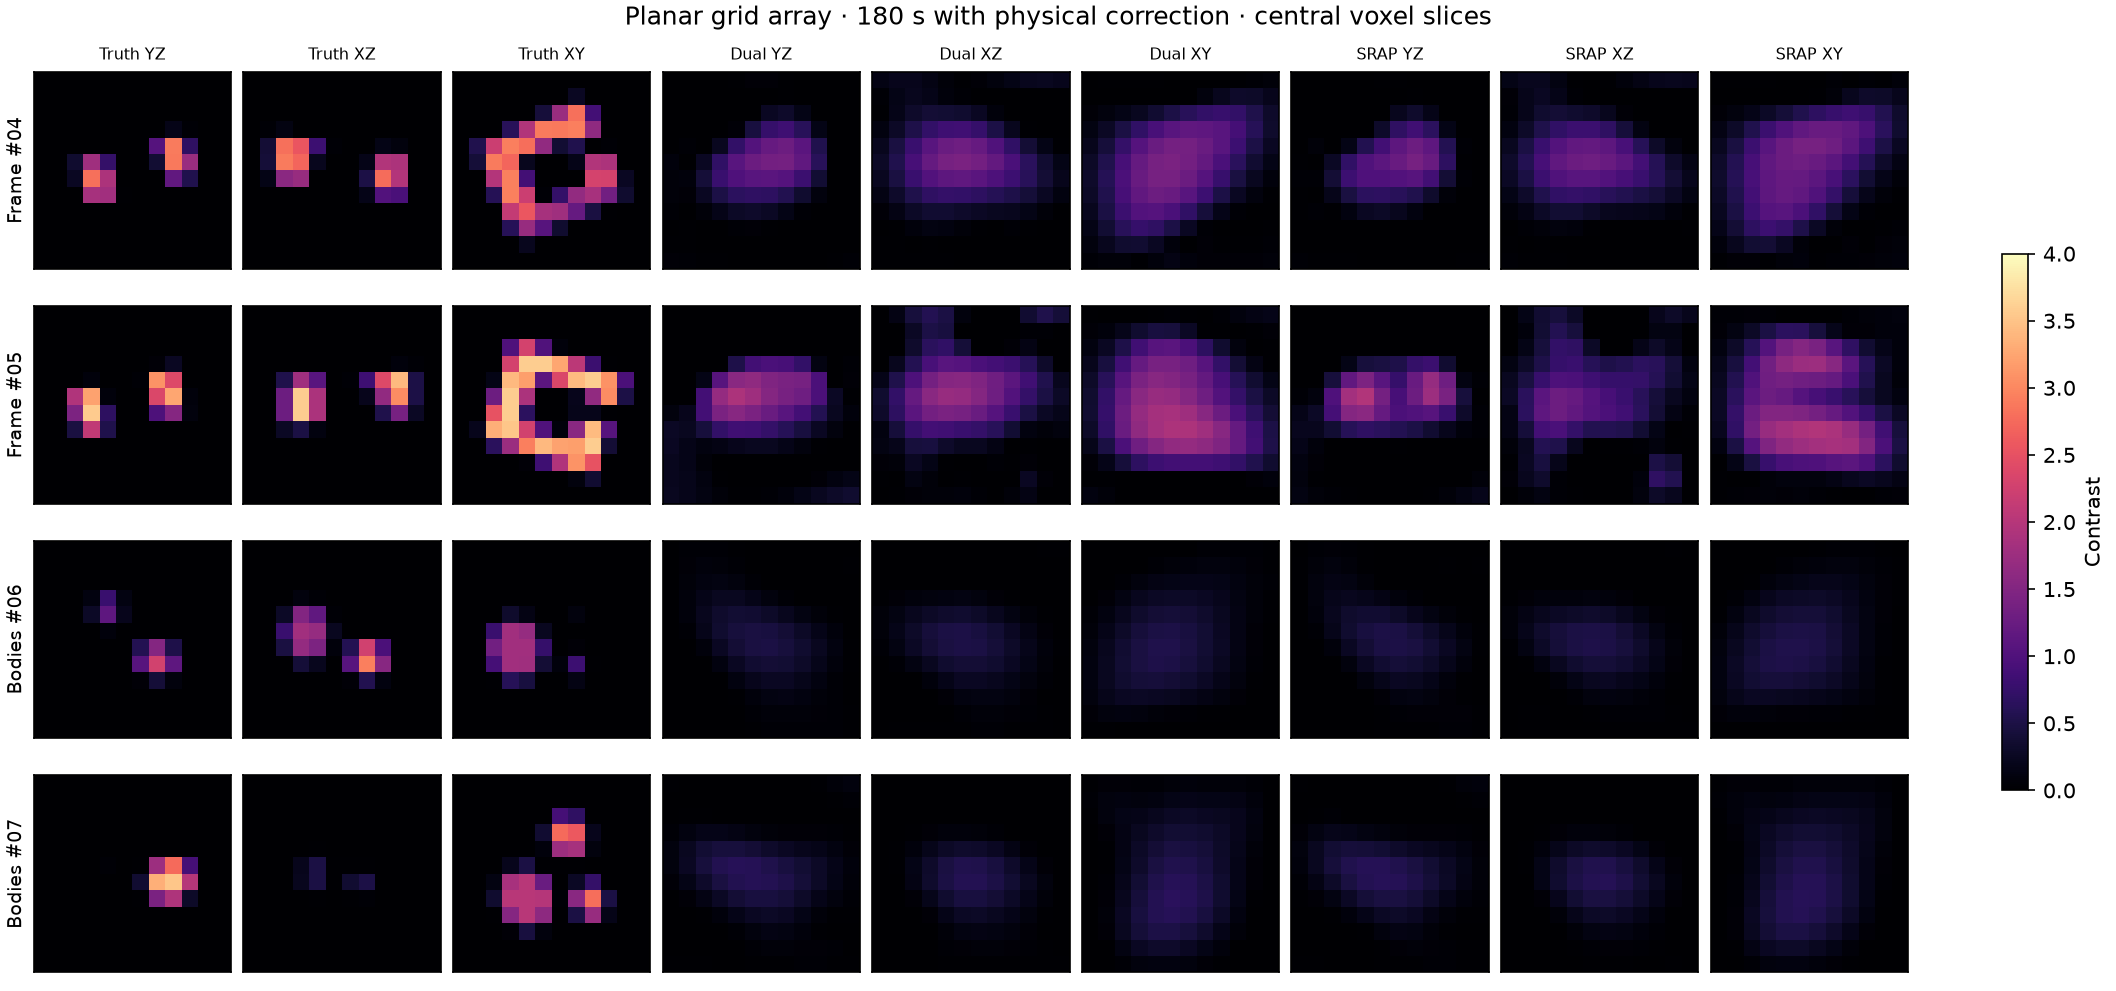 Planar grid array · 180 s with physical correction · central voxel slices
Truth YZ Truth XZ Truth XY Dual YZ Dual XZ Dual XY SRAP YZ SRAP XZ SRAP XY
Frame #04
Frame #05
Bodies #06
Bodies #07
4.0
3.5
3.0
2.5
2.0
1.5
1.0
0.5
0.0
Contrast